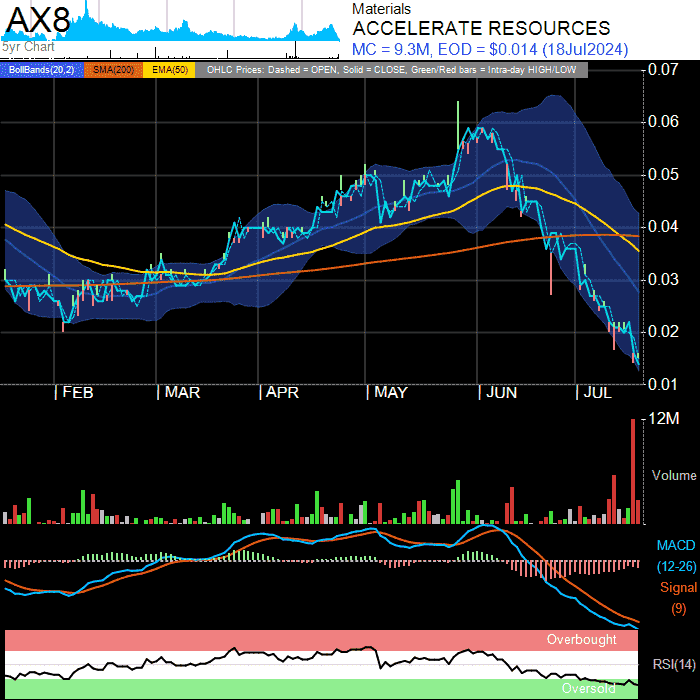 AX8
5yr Chart
Materials
ACCELERATE RESOURCES
MC = 9.3M, EOD = $0.014 (18Jul2024)
BollBands(20,2) SMA(200) EMA(50) OHLC Prices: Dashed = OPEN, Solid = CLOSE, Green/Red bars = Intra-day HIGH/LOW
0.07
0.06
0.05
0.04
0.03
0.02
0.01
FEB MAR APR MAY JUN JUL
12M
Volume
MACD
(12-26)
Signal
(9)
Overbought
RSI(14)
Oversold